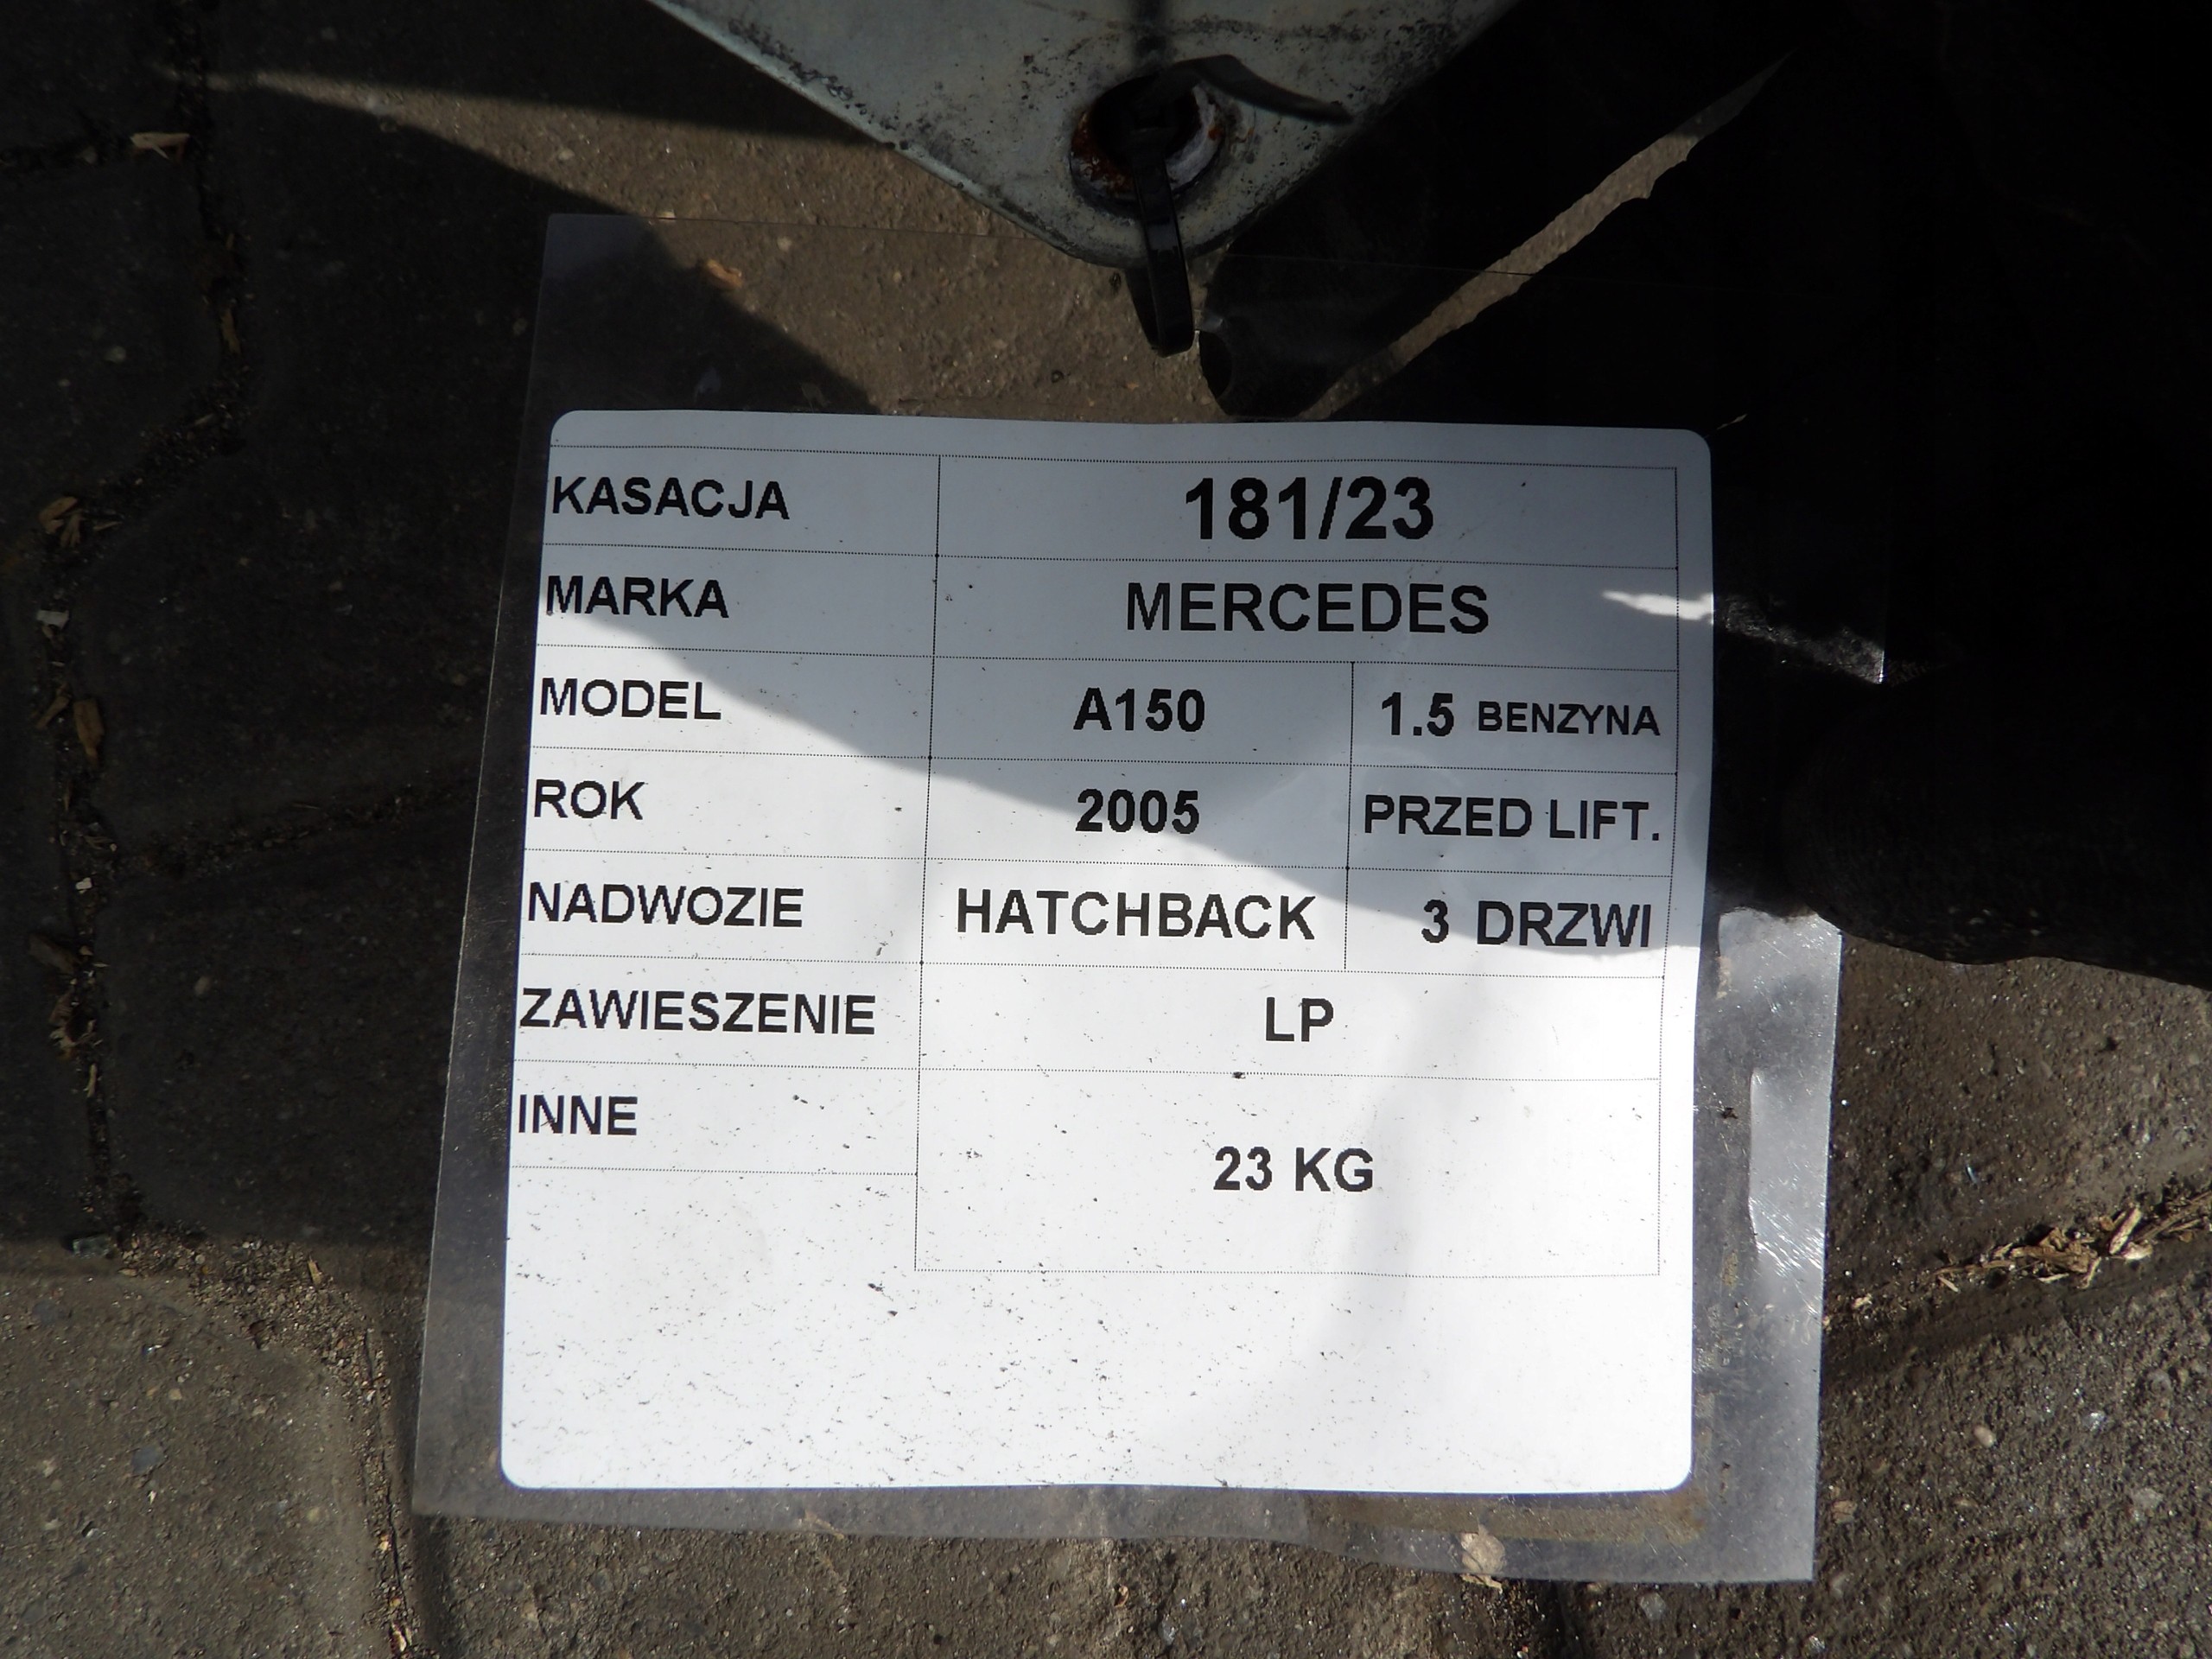 KASACJA 181/23
MARKA MERCEDES
MODEL A150 1.5 BENZYNA
ROK 2005 PRZED LIFT.
NADWOZIE HATCHBACK 3 DRZWI
ZAWIESZENIE LP
INNE
23 KG